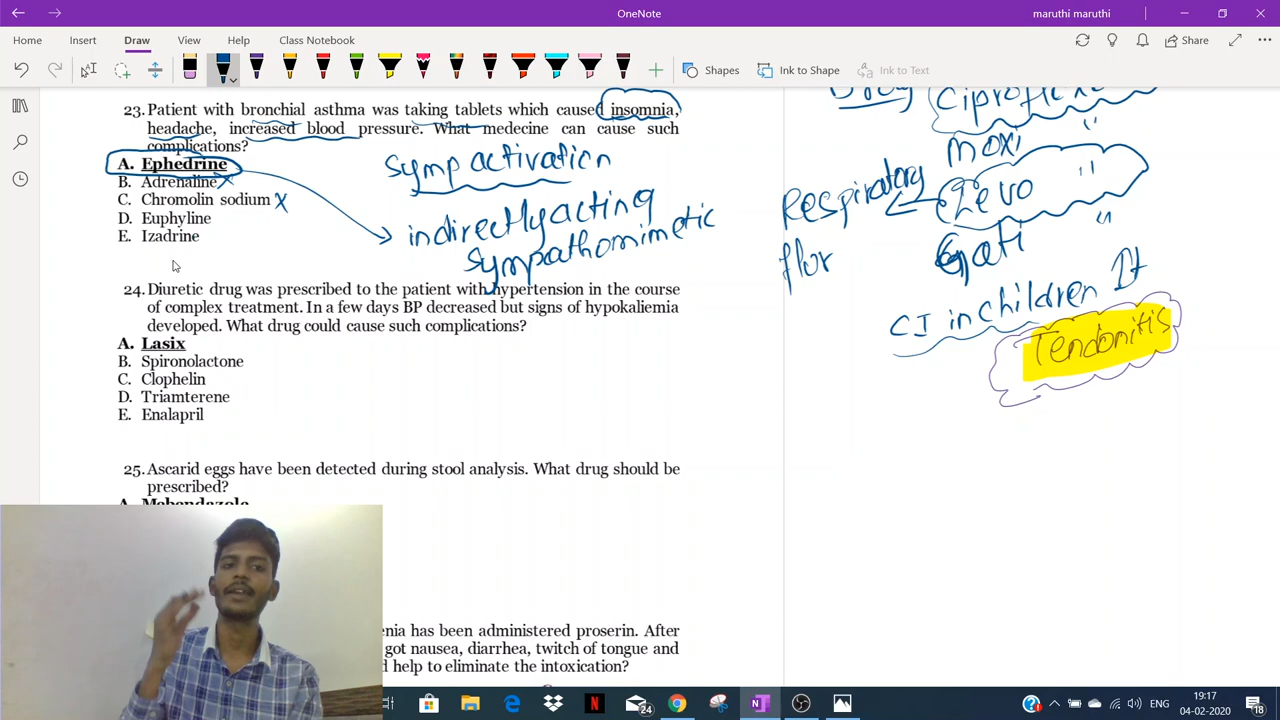 OneNote
maruthi maruthi
Home Insert Draw View Help Class Notebook
Share
Shapes
Ink to Shape
Ink to Text
23. Patient with bronchial asthma was taking tablets which caused insomnia,
headache, increased blood pressure. What medecine can cause such
complications?
A. Ephedrine
B. Adrenaline x
C. Chromolin sodium x
D. Euphyline
E. Izadrine
symp activation
indirectly acting
sympathomimetic
24. Diuretic drug was prescribed to the patient with hypertension in the course
of complex treatment. In a few days BP decreased but signs of hypokaliemia
developed. What drug could cause such complications?
A. Lasix
B. Spironolactone
C. Clophelin
D. Triamterene
E. Enalapril
25. Ascarid eggs have been detected during stool analysis. What drug should be
prescribed?
A. Mebendazole
enia has been administered proserin. After
got nausea, diarrhea, twitch of tongue and
d help to eliminate the intoxication?
moxi "
Respiratory
Levo "
flor
Gati "
CI in children
Tendonitis
24
ENG
19:17
04-02-2020
18